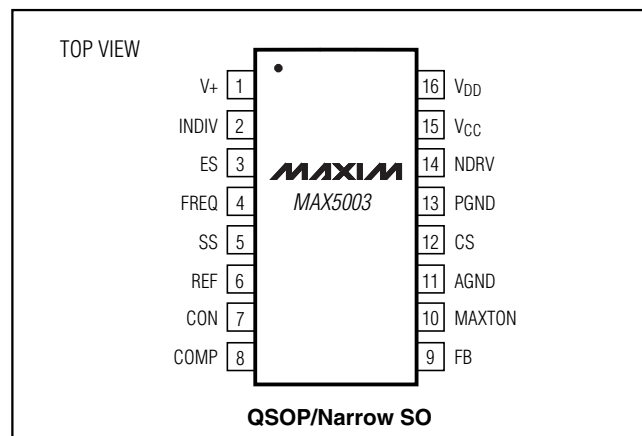 TOP VIEW
V+ 1 16 VDD
INDIV 2 15 VCC
ES 3 14 NDRV
MAXIM
FREQ 4 MAX5003 13 PGND
SS 5 12 CS
REF 6 11 AGND
CON 7 10 MAXTON
COMP 8 9 FB
QSOP/Narrow SO